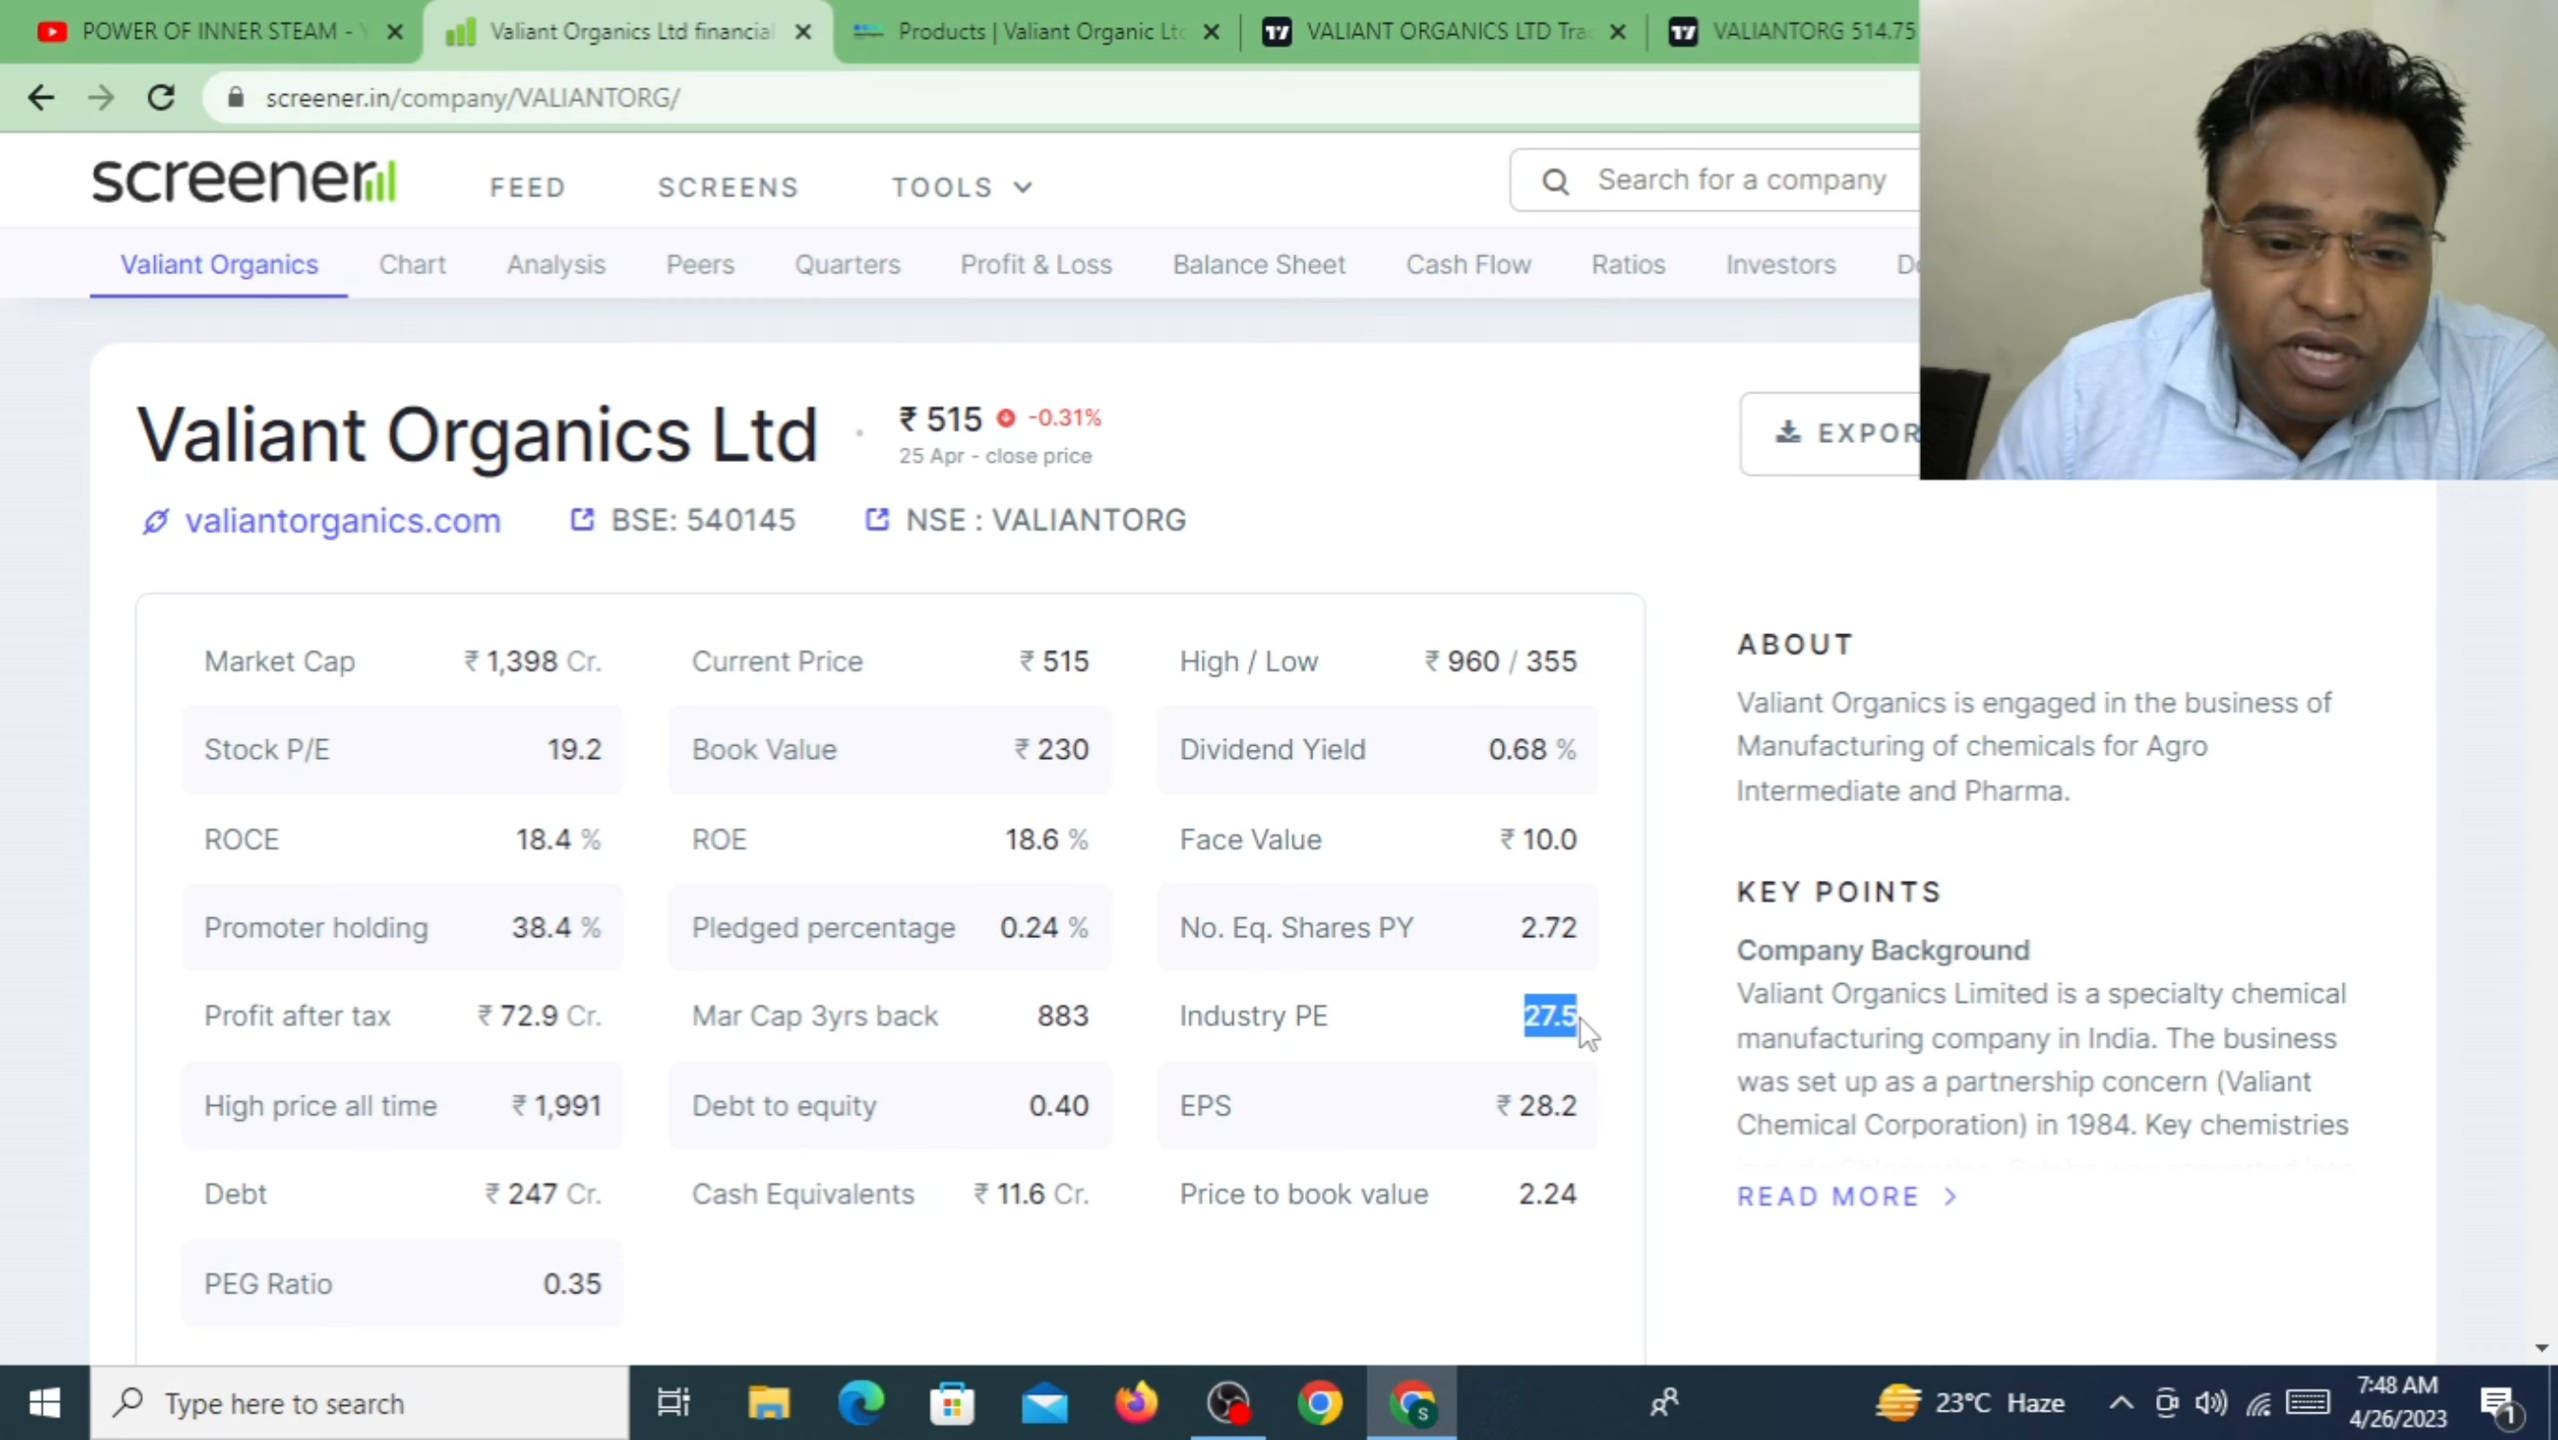 POWER OF INNER STEAM - Y
Valiant Organics Ltd financial
Products | Valiant Organic Ltd
VALIANT ORGANICS LTD Tra
VALIANTORG 514.75
screener.in/company/VALIANTORG/
screener
FEED
SCREENS
TOOLS
Search for a company
Valiant Organics
Chart
Analysis
Peers
Quarters
Profit & Loss
Balance Sheet
Cash Flow
Ratios
Investors
Valiant Organics Ltd
₹ 515 -0.31%
25 Apr - close price
EXPOR
valiantorganics.com
BSE: 540145
NSE : VALIANTORG
Market Cap ₹ 1,398 Cr.
Current Price ₹ 515
High / Low ₹ 960 / 355
Stock P/E 19.2
Book Value ₹ 230
Dividend Yield 0.68 %
ROCE 18.4 %
ROE 18.6 %
Face Value ₹ 10.0
Promoter holding 38.4 %
Pledged percentage 0.24 %
No. Eq. Shares PY 2.72
Profit after tax ₹ 72.9 Cr.
Mar Cap 3yrs back 883
Industry PE 27.5
High price all time ₹ 1,991
Debt to equity 0.40
EPS ₹ 28.2
Debt ₹ 247 Cr.
Cash Equivalents ₹ 11.6 Cr.
Price to book value 2.24
PEG Ratio 0.35
ABOUT
Valiant Organics is engaged in the business of
Manufacturing of chemicals for Agro
Intermediate and Pharma.
KEY POINTS
Company Background
Valiant Organics Limited is a specialty chemical
manufacturing company in India. The business
was set up as a partnership concern (Valiant
Chemical Corporation) in 1984. Key chemistries
READ MORE
Type here to search
S
23°C Haze
7:48 AM
4/26/2023
1